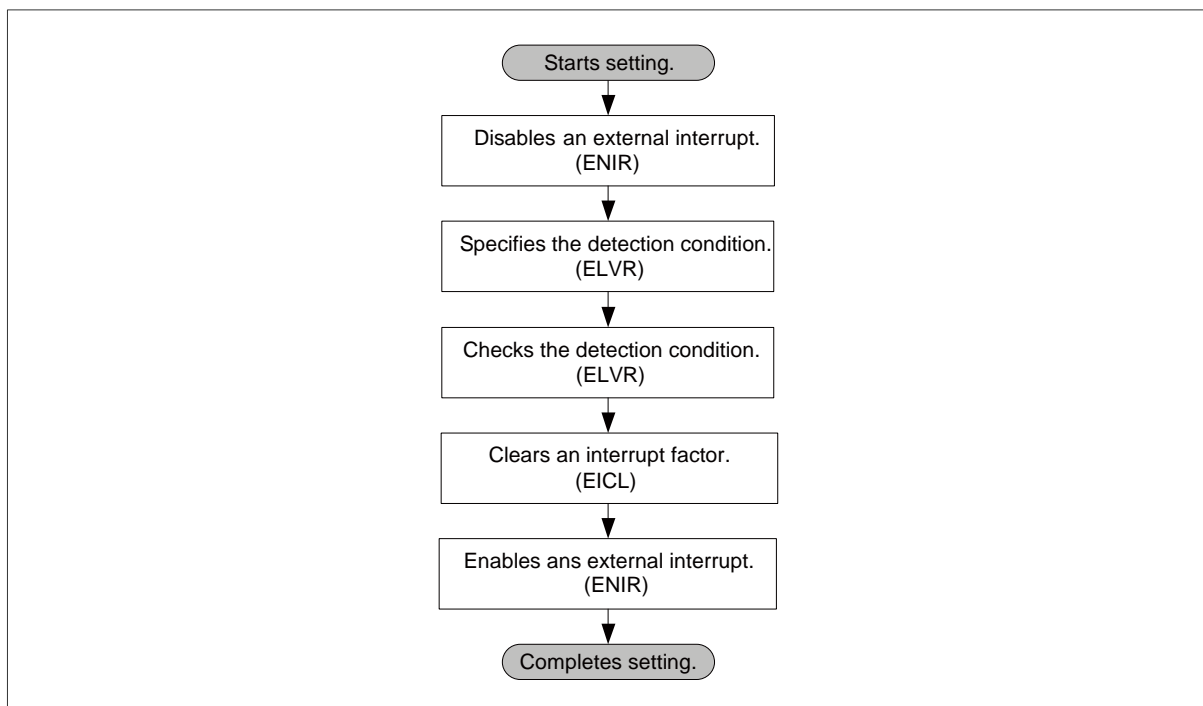 Starts setting.
Disables an external interrupt.
(ENIR)
Specifies the detection condition.
(ELVR)
Checks the detection condition.
(ELVR)
Clears an interrupt factor.
(EICL)
Enables ans external interrupt.
(ENIR)
Completes setting.